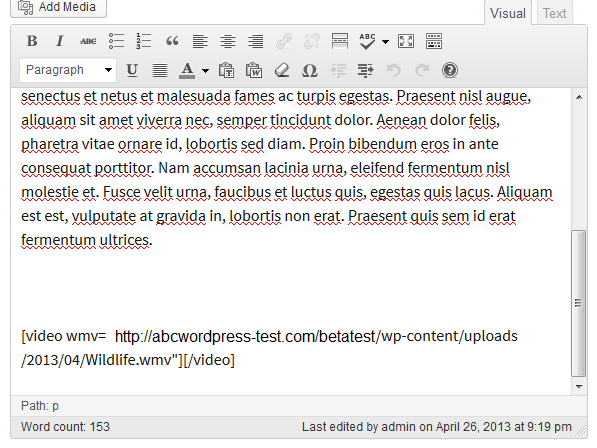 Add Media
Visual Text
B I ABC ABC
Paragraph U A
senectus et netus et malesuada fames ac turpis egestas. Praesent nisl augue,
aliquam sit amet viverra nec, semper tincidunt dolor. Aenean dolor felis,
pharetra vitae ornare id, lobortis sed diam. Proin bibendum eros in ante
consequat porttitor. Nam accumsan lacinia urna, eleifend fermentum nisl
molestie et. Fusce velit urna, faucibus et luctus quis, egestas quis lacus. Aliquam
est est, vulputate at gravida in, lobortis non erat. Praesent quis sem id erat
fermentum ultrices.
[video wmv= http://abcwordpress-test.com/betatest/wp-content/uploads
/2013/04/Wildlife.wmv"][/video]
Path: p
Word count: 153 Last edited by admin on April 26, 2013 at 9:19 pm